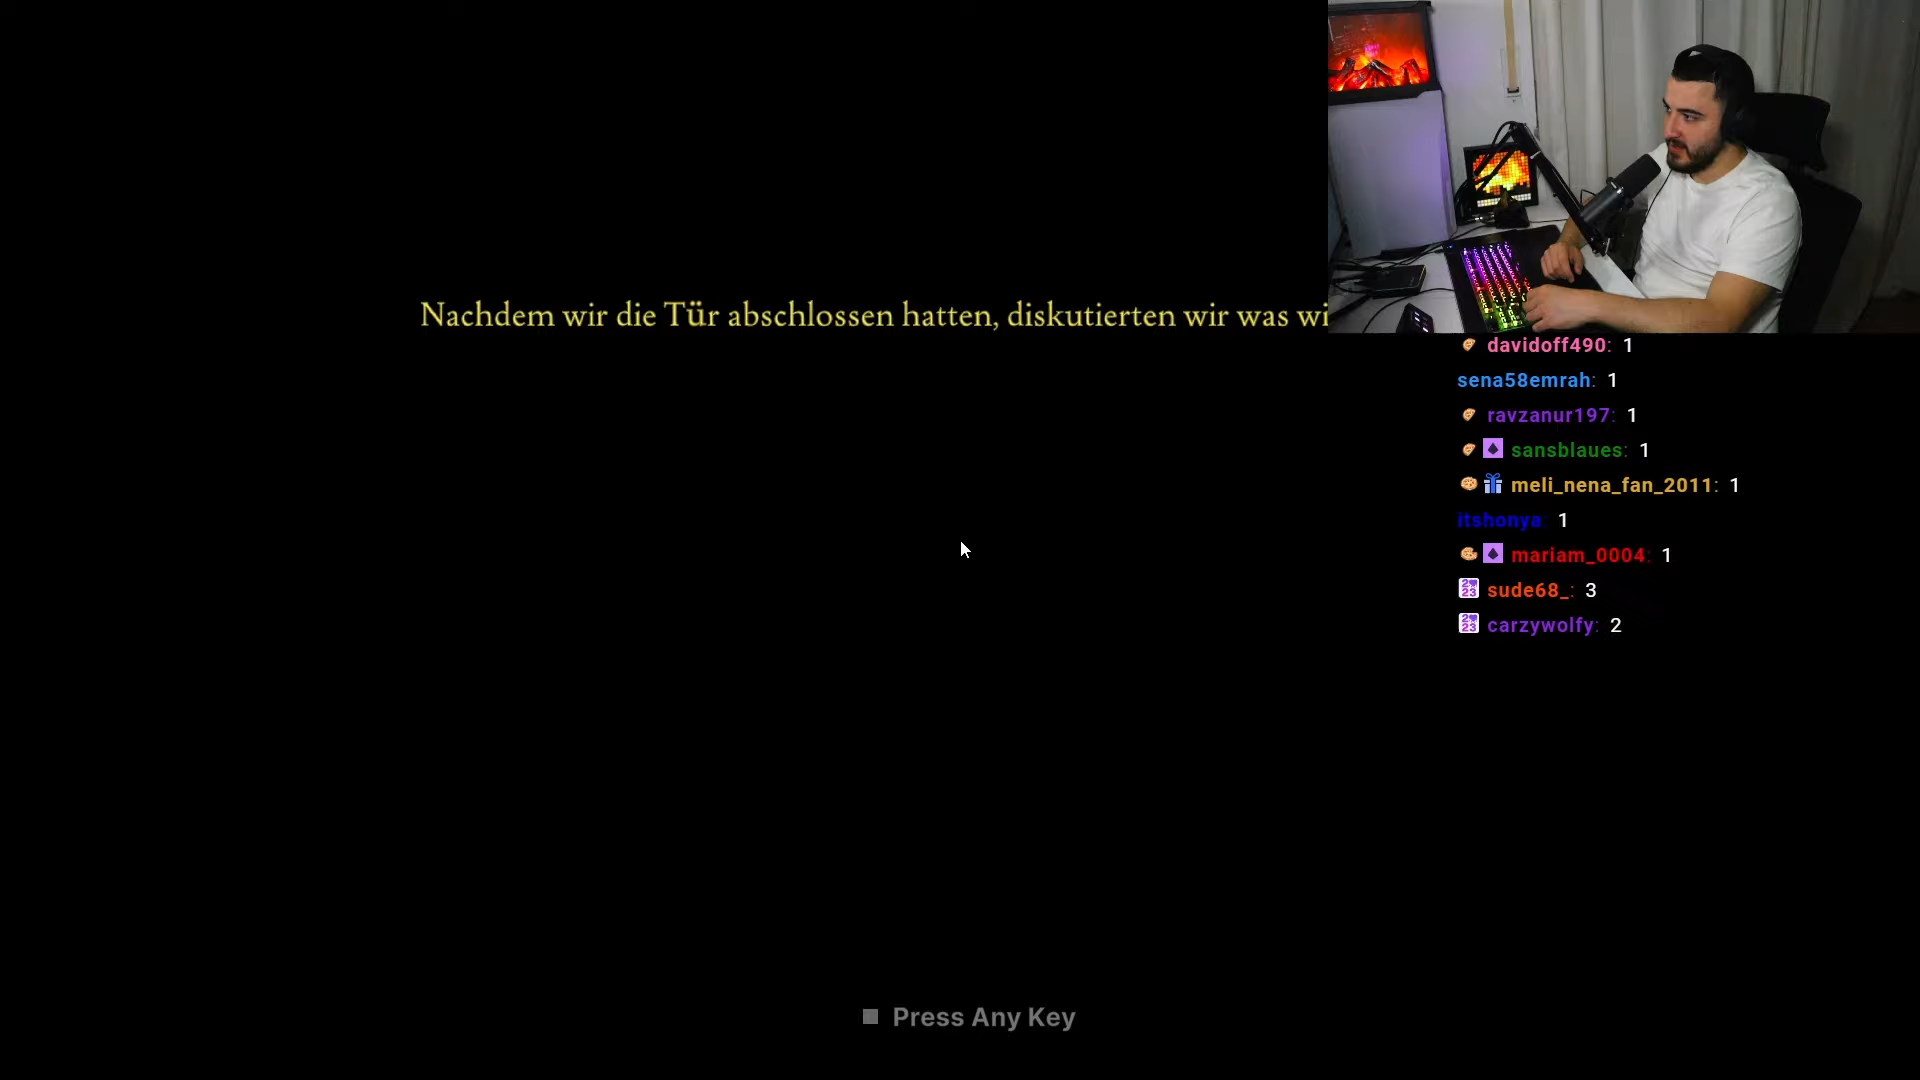 Nachdem wir die Tür abschlossen hatten, diskutierten wir was wi
davidoff490: 1
sena58emrah: 1
ravzanur197: 1
sansblaues: 1
meli_nena_fan_2011: 1
itshonya: 1
mariam_0004: 1
sude68_: 3
carzywolfy: 2
Press Any Key